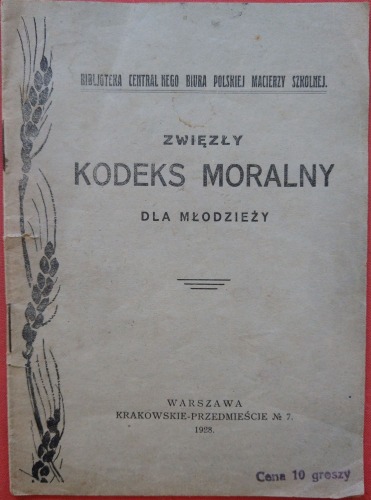 BIBLJOTEKA CENTRALNEGO BIURA POLSKIEJ MACIERZY SZKOLNEJ.
ZWIĘZŁY
KODEKS MORALNY
DLA MŁODZIEŻY
WARSZAWA
KRAKOWSKIE-PRZEDMIEŚCIE № 7.
1928.
Cena 10 groszy